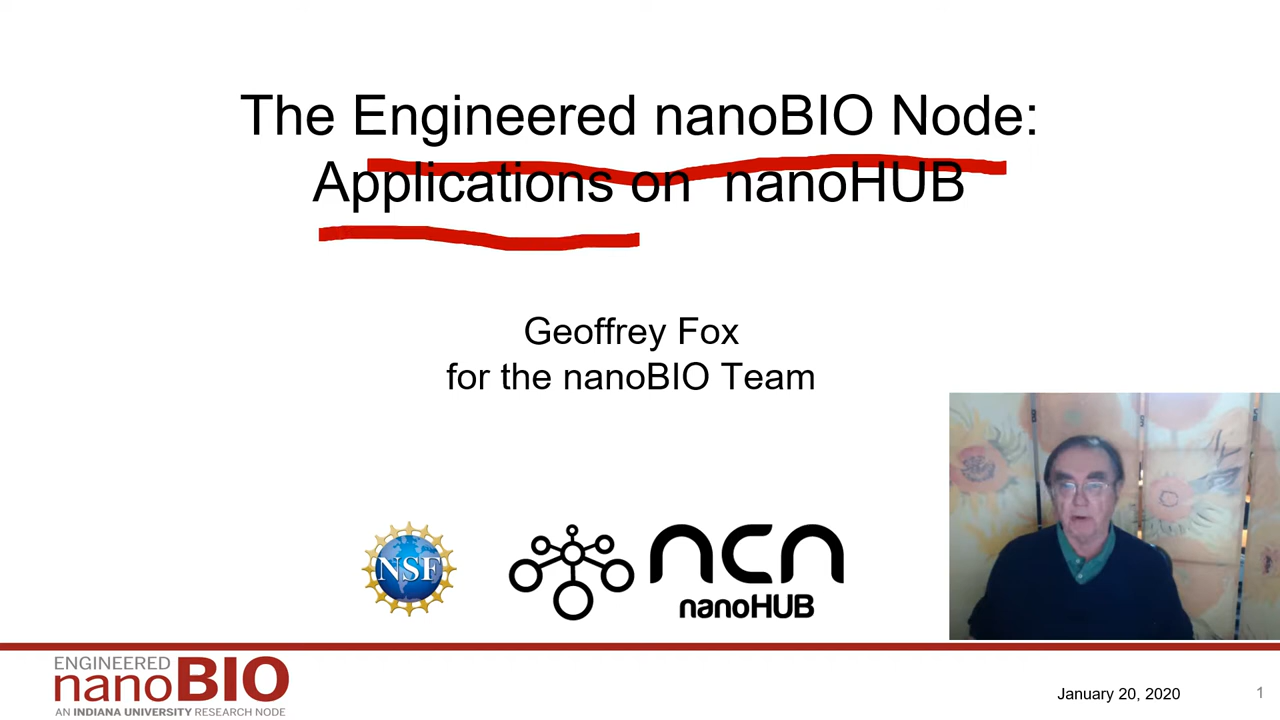 The Engineered nanoBIO Node:
Applications on nanoHUB
Geoffrey Fox
for the nanoBIO Team
NSF
ncn
nanoHUB
ENGINEERED
nanoBIO
AN INDIANA UNIVERSITY RESEARCH NODE
January 20, 2020
1